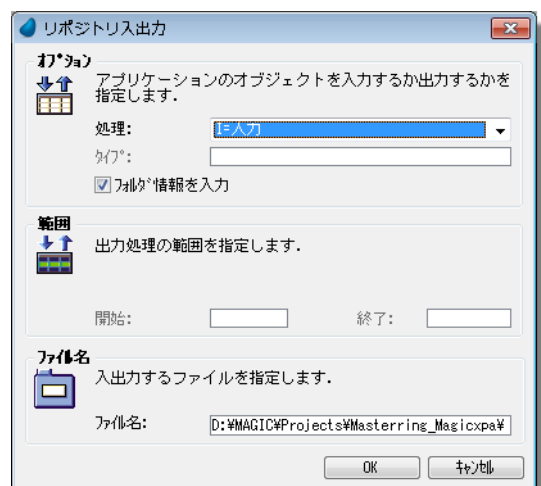 リポジトリ入出力
ｵﾌﾟｼｮﾝ
アプリケーションのオブジェクトを入力するか出力するかを
指定します.
処理:
I=入力
ﾀｲﾌﾟ:
ﾌｫﾙﾀﾞ情報を入力
範囲
出力処理の範囲を指定します.
開始:
終了:
ﾌｧｲﾙ名
入出力するファイルを指定します.
ﾌｧｲﾙ名:
D:¥MAGIC¥Projects¥Masterring_Magicxpa¥
OK
ｷｬﾝｾﾙ